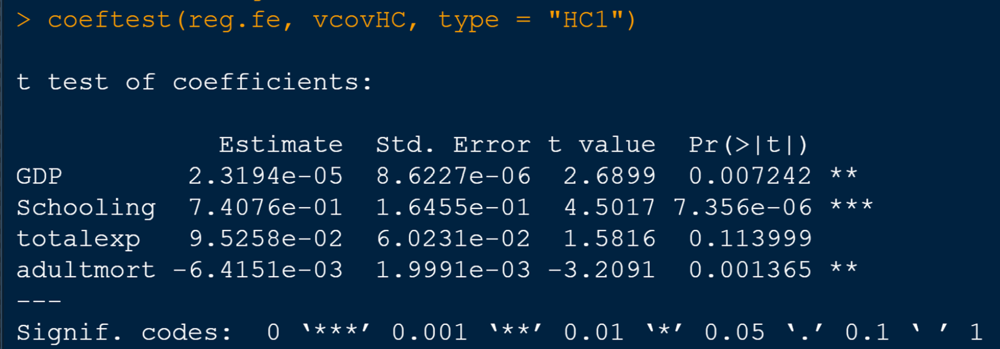 > coeftest(reg.fe, vcovHC, type = "HC1")
t test of coefficients:
Estimate Std. Error t value Pr(>|t|)
GDP 2.3194e-05 8.6227e-06 2.6899 0.007242 **
Schooling 7.4076e-01 1.6455e-01 4.5017 7.356e-06 ***
totalexp 9.5258e-02 6.0231e-02 1.5816 0.113999
adultmort -6.4151e-03 1.9991e-03 -3.2091 0.001365 **
---
Signif. codes: 0 ‘***’ 0.001 ‘**’ 0.01 ‘*’ 0.05 ‘.’ 0.1 ‘ ’ 1